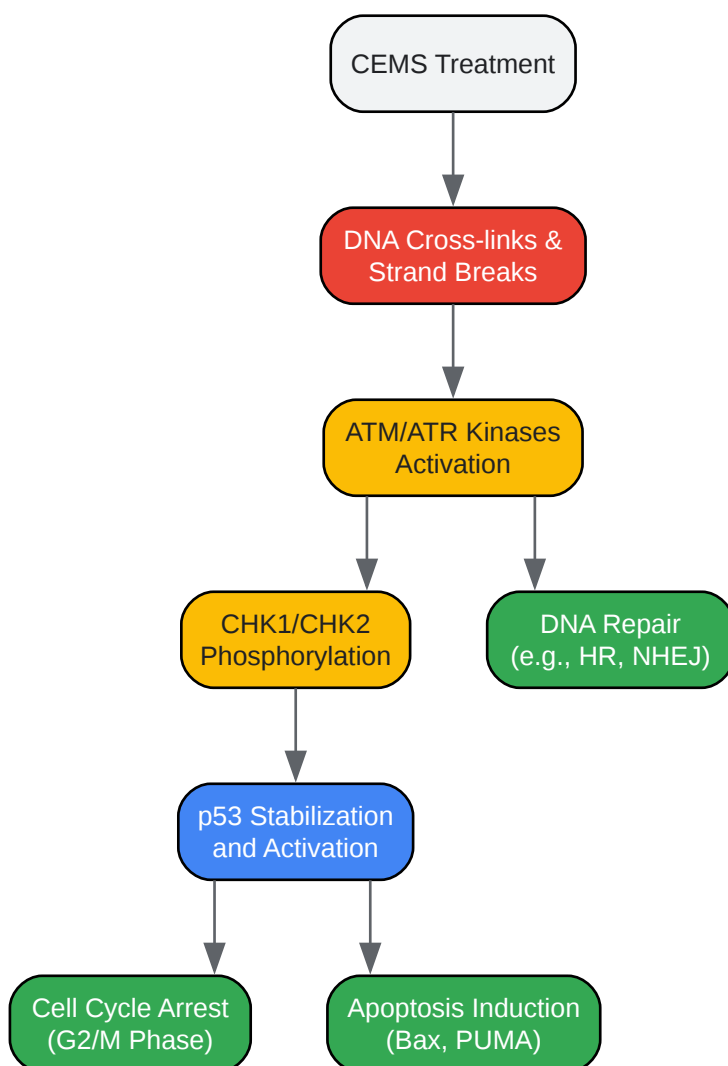 CEMS Treatment
DNA Cross-links &
Strand Breaks
ATM/ATR Kinases
Activation
CHK1/CHK2
Phosphorylation
DNA Repair
(e.g., HR, NHEJ)
p53 Stabilization
and Activation
Cell Cycle Arrest
(G2/M Phase)
Apoptosis Induction
(Bax, PUMA)